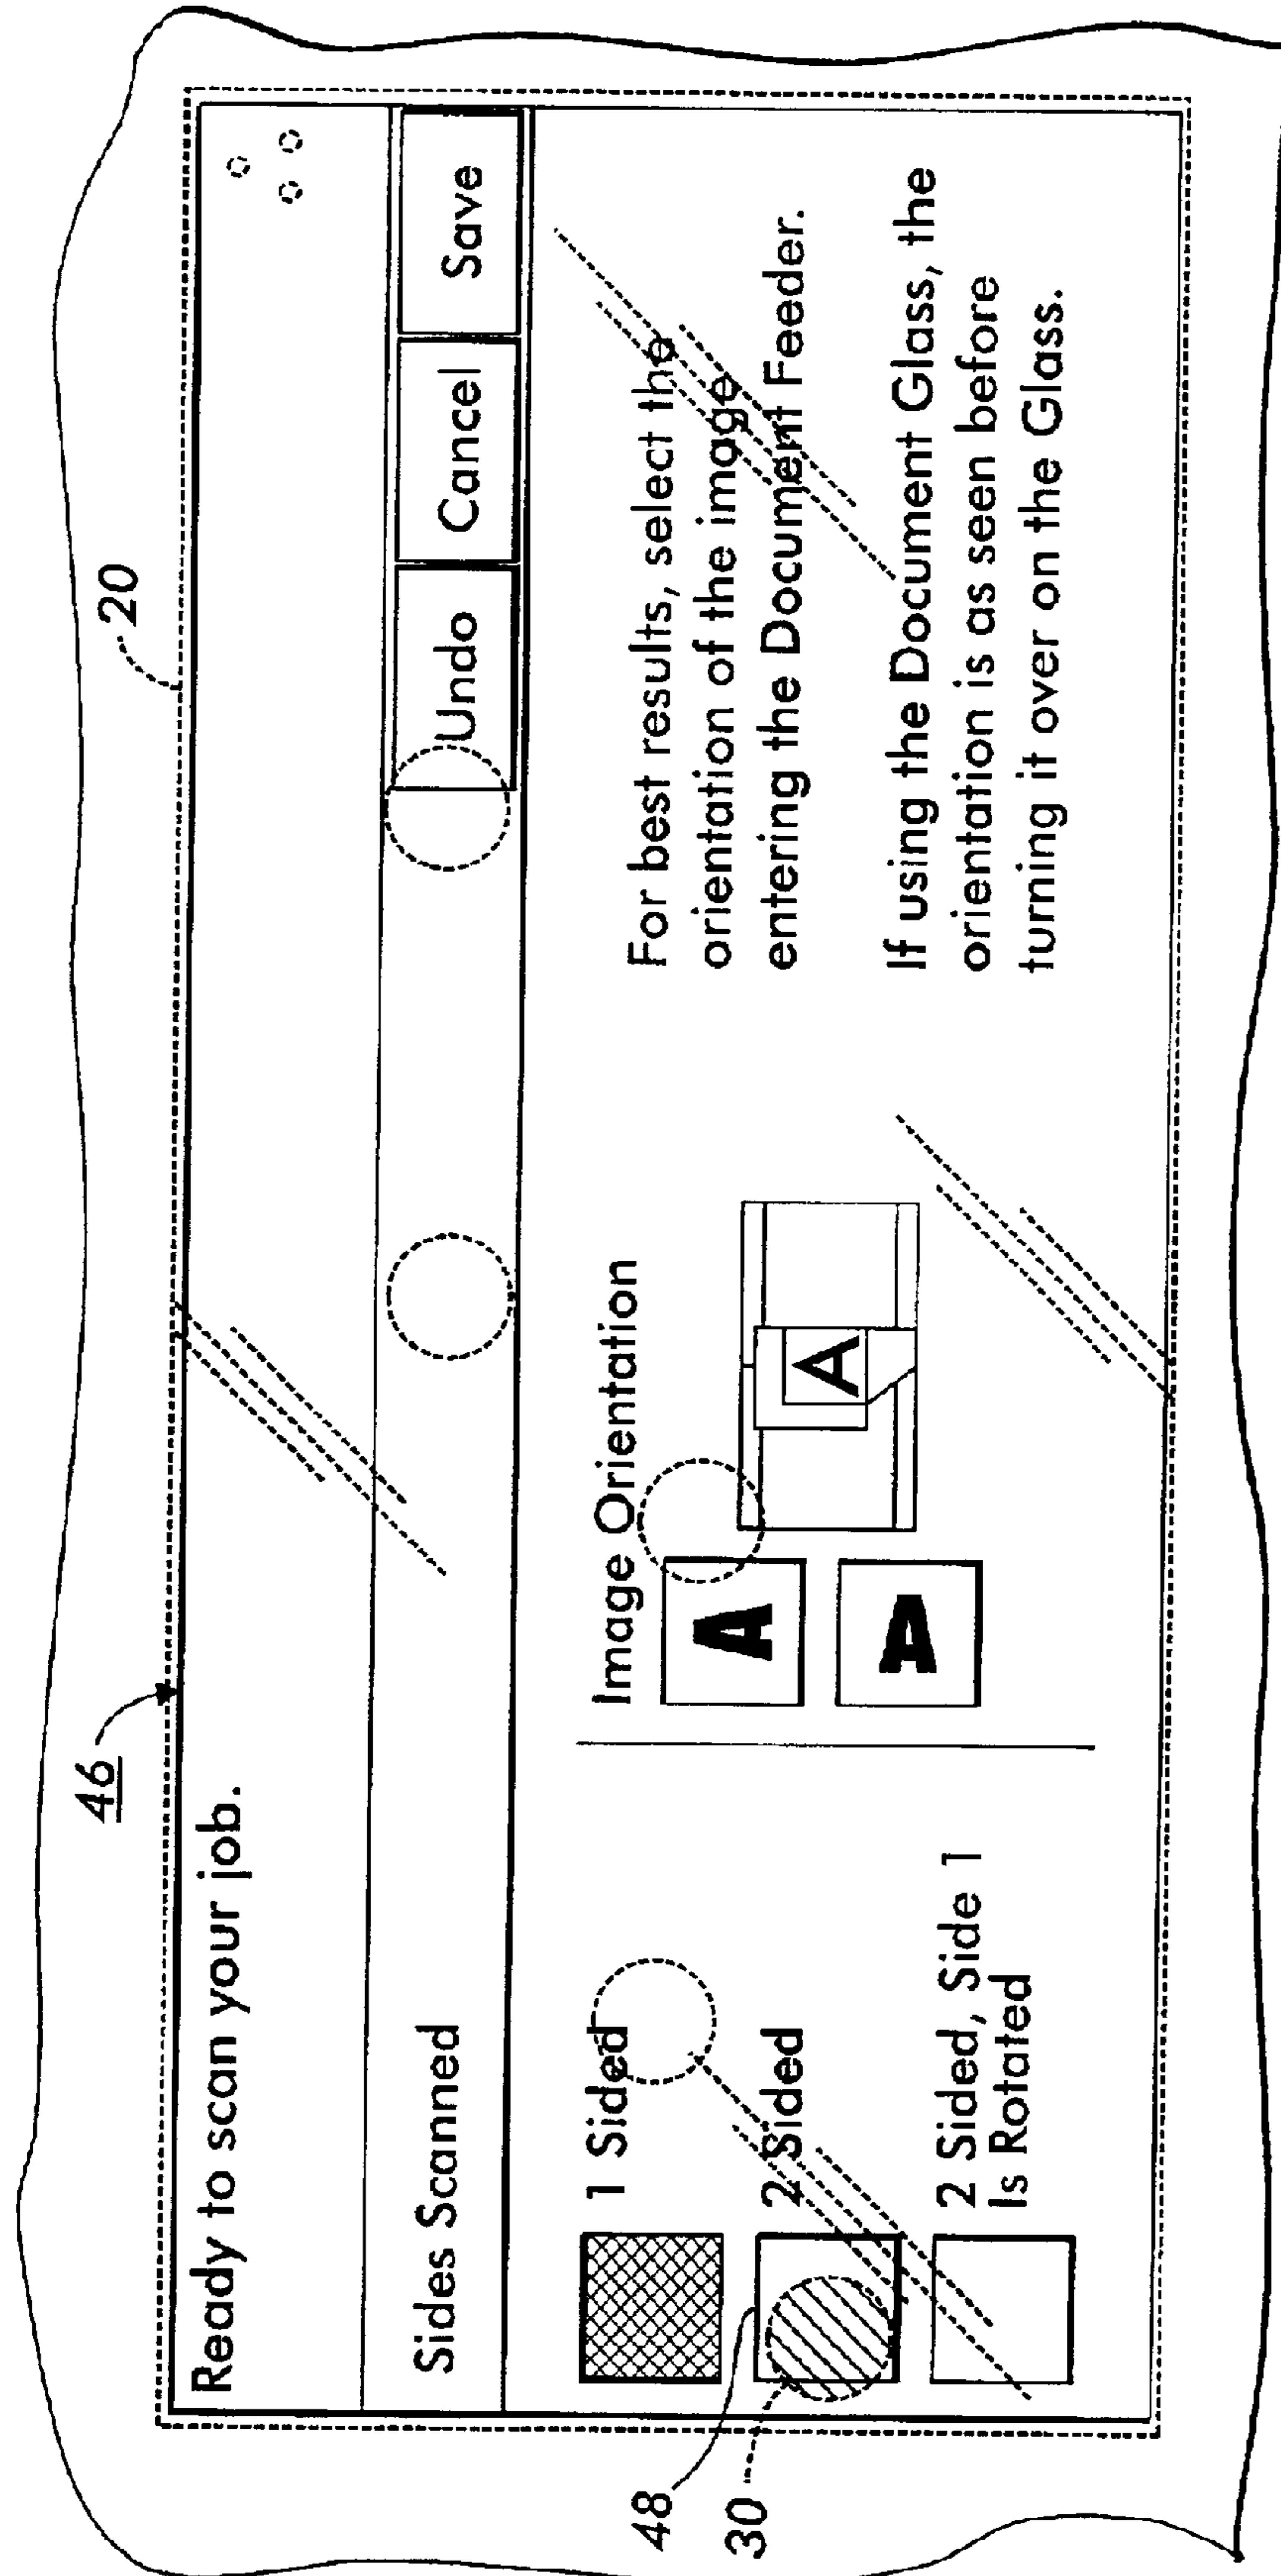 46
20
Ready to scan your job.
Sides Scanned
Undo
Cancel
Save
1 Sided
2 Sided
2 Sided, Side 1
Is Rotated
Image Orientation
A
A
A
For best results, select the
orientation of the image
entering the Document Feeder.
If using the Document Glass, the
orientation is as seen before
turning it over on the Glass.
48
30